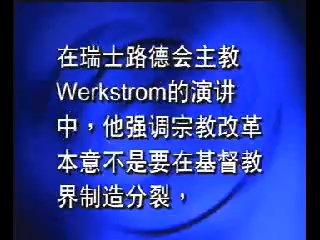 在瑞士路德会主教
Werkstrom的演讲
中，他强调宗教改革
本意不是要在基督教
界制造分裂，